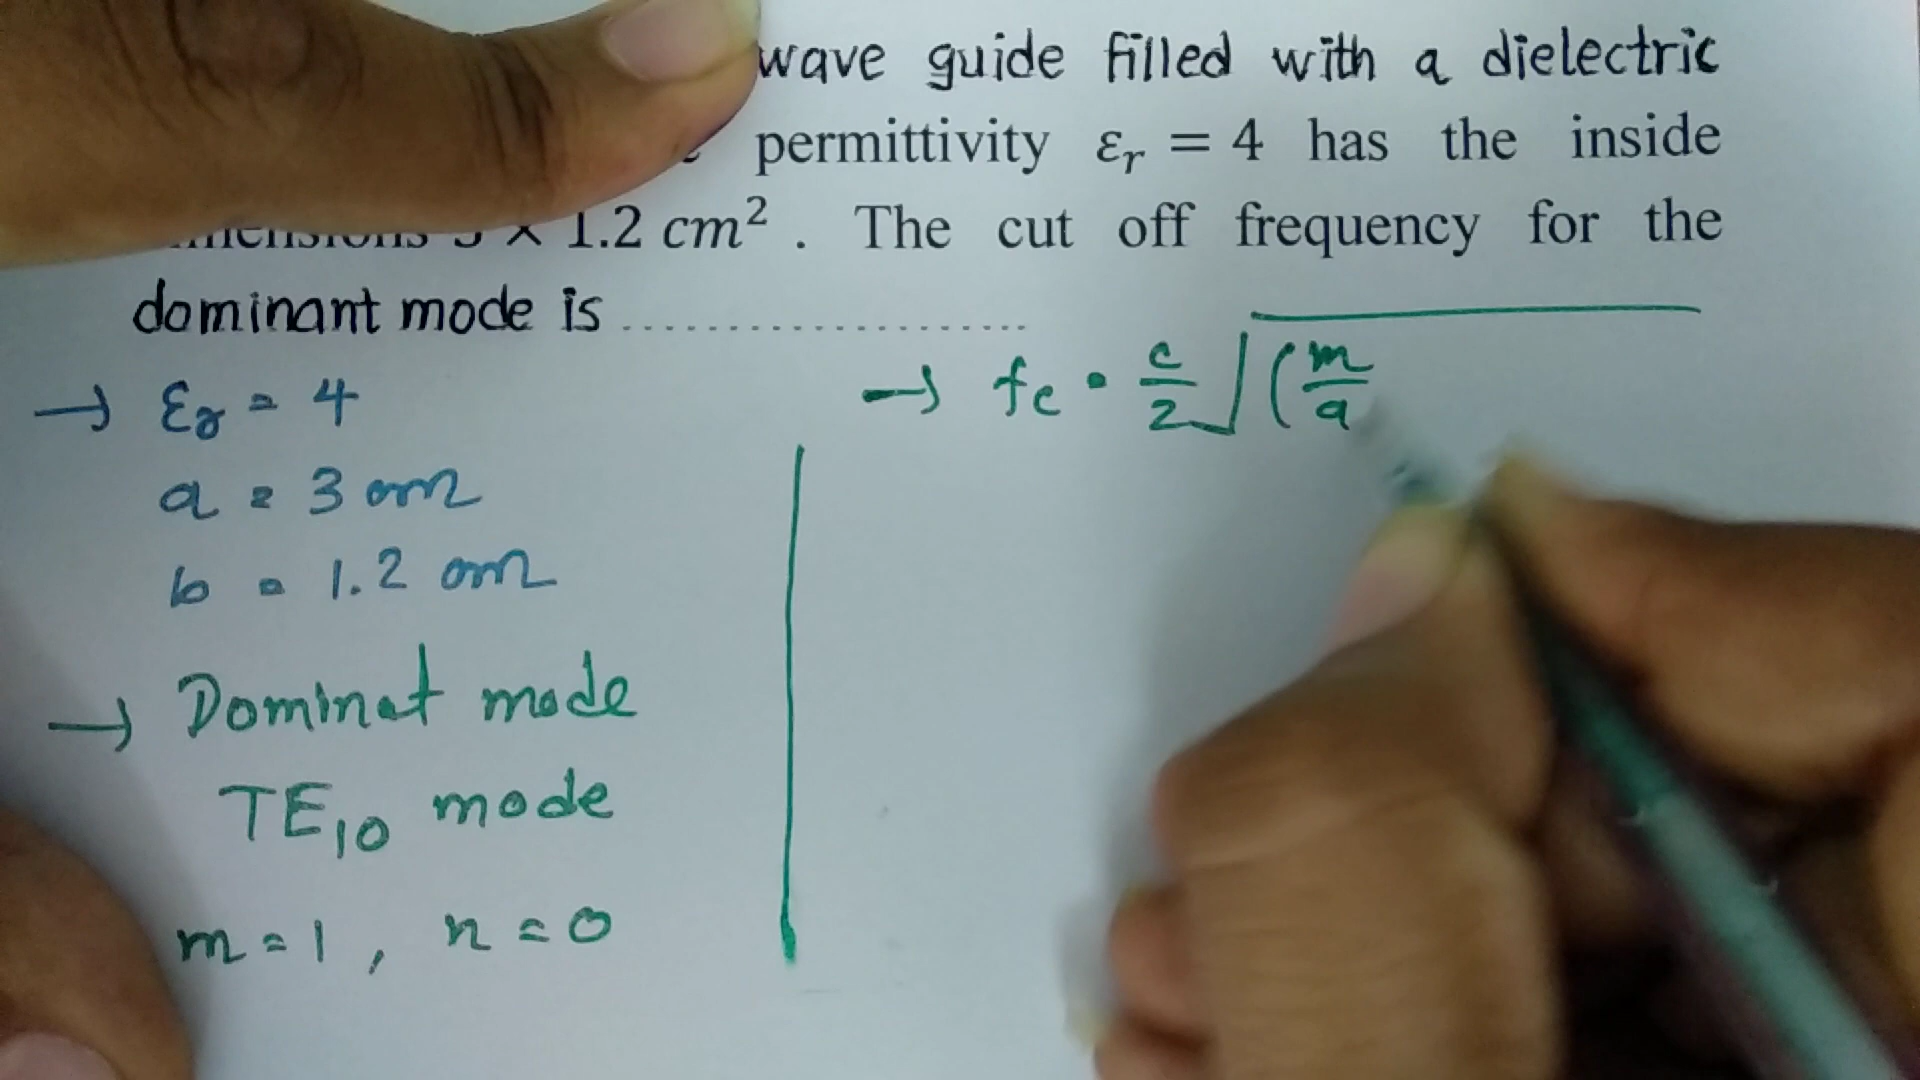 wave guide filled with a dielectric
permittivity εr = 4 has the inside
× 1.2 cm² . The cut off frequency for the
dominant mode is ........................
→ εr = 4
a = 3 cm
b = 1.2 cm
→ Dominat mode
TE10 mode
m = 1 , n = 0
→ fc = c/2 √(m/a